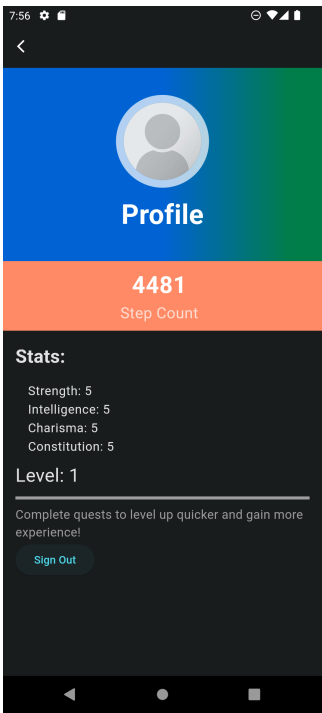 7:56
Profile
4481
Step Count
Stats:
Strength: 5
Intelligence: 5
Charisma: 5
Constitution: 5
Level: 1
Complete quests to level up quicker and gain more
experience!
Sign Out